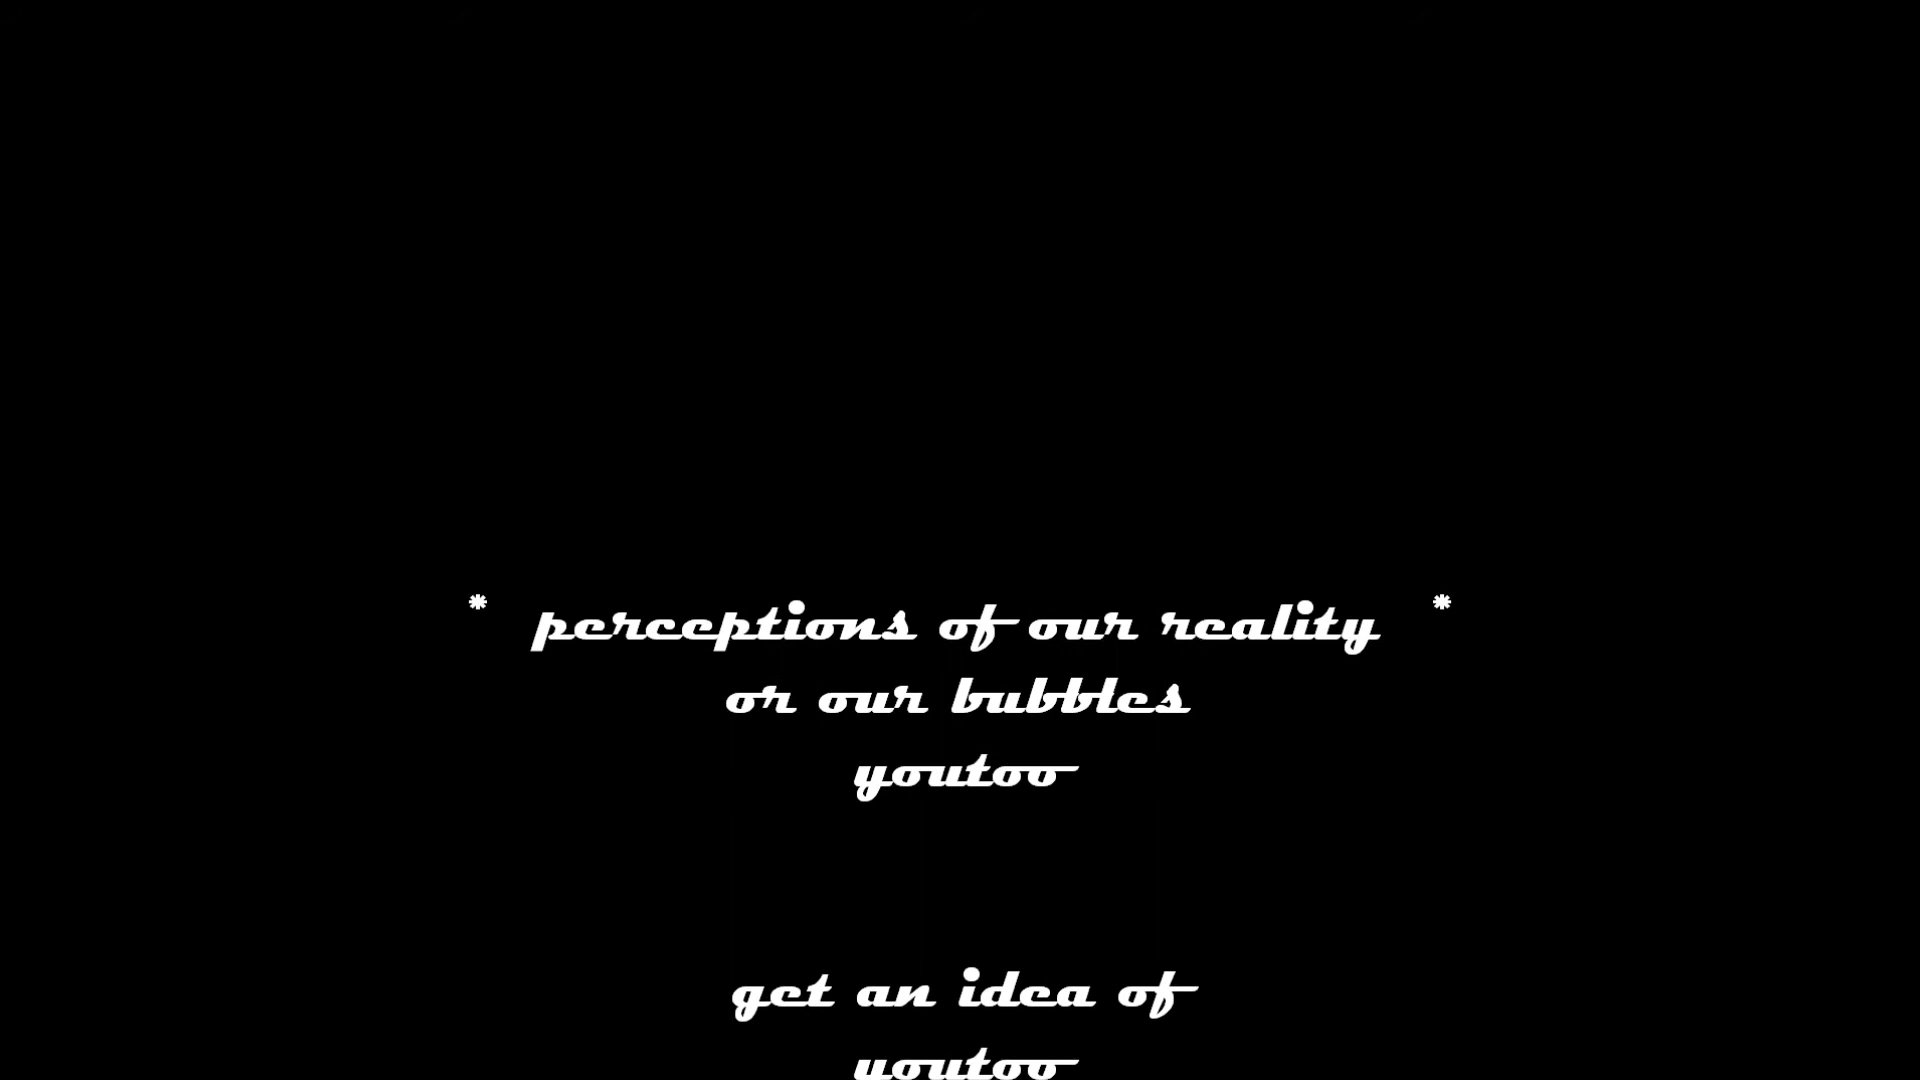 * perceptions of our reality *
or our bubbles
youtoo
get an idea of
youtoo